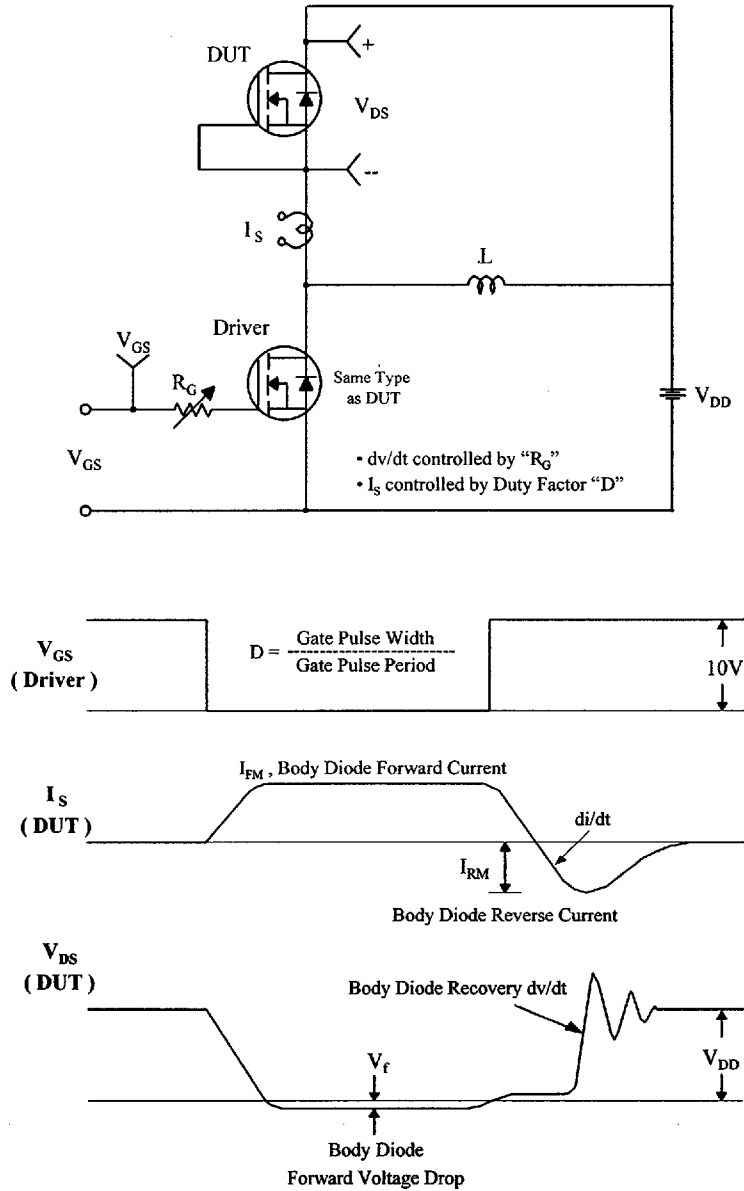 +
DUT
V_DS
--
I_S
.L
Driver
V_GS
R_G
Same Type
as DUT
V_DD
V_GS
• dv/dt controlled by “R_G”
• I_S controlled by Duty Factor “D”
V_GS
( Driver )
D = Gate Pulse Width
Gate Pulse Period
10V
I_FM , Body Diode Forward Current
I_S
( DUT )
di/dt
I_RM
Body Diode Reverse Current
V_DS
( DUT )
Body Diode Recovery dv/dt
V_f
V_DD
Body Diode
Forward Voltage Drop